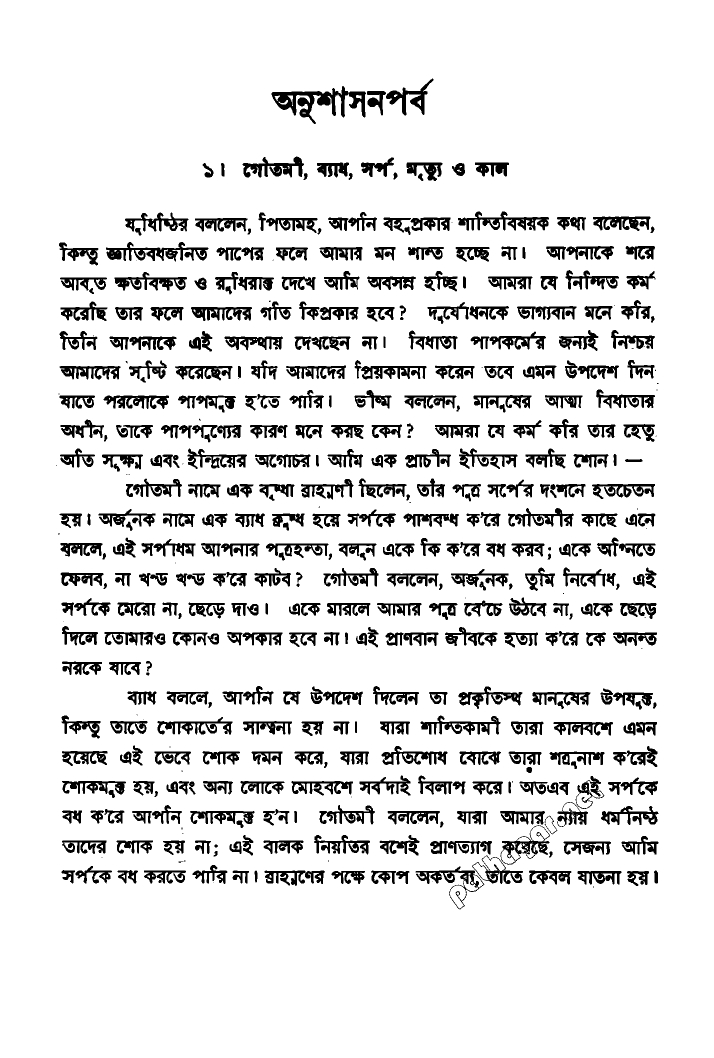 অনুশাসনপর্ব
১। গৌতমী, ব্যাধ, সর্প, মৃত্যু ও কাল
যুধিষ্ঠির বললেন, পিতামহ, আপনি বহুপ্রকার শান্তিবিষয়ক কথা বলেছেন,
কিন্তু জ্ঞাতিবধজনিত পাপের ফলে আমার মন শান্ত হচ্ছে না। আপনাকে শরে
আবৃত ক্ষতবিক্ষত ও রুধিরাক্ত দেখে আমি অবসন্ন হচ্ছি। আমরা যে নিন্দিত কর্ম
করেছি তার ফলে আমাদের গতি কিপ্রকার হবে? দুর্যোধনকে ভাগ্যবান মনে করি,
তিনি আপনাকে এই অবস্থায় দেখছেন না। বিধাতা পাপকর্মের জন্যই নিশ্চয়
আমাদের সৃষ্টি করেছেন। যদি আমাদের প্রিয়কামনা করেন তবে এমন উপদেশ দিন
যাতে পরলোকে পাপমুক্ত হ'তে পারি। ভীষ্ম বললেন, মানুষের আত্মা বিধাতার
অধীন, তাকে পাপপুণ্যের কারণ মনে করছ কেন? আমরা যে কর্ম করি তার হেতু
অতি সূক্ষ্ম এবং ইন্দ্রিয়ের অগোচর। আমি এক প্রাচীন ইতিহাস বলছি শোন। —
গৌতমী নামে এক বৃদ্ধা ব্রাহ্মণী ছিলেন, তাঁর পুত্র সর্পের দংশনে হতচেতন
হয়। অর্জুনক নামে এক ব্যাধ ক্রুদ্ধ হয়ে সর্পকে পাশবদ্ধ ক'রে গৌতমীর কাছে এনে
বললে, এই সর্পাধম আপনার পুত্রহন্তা, বলুন একে কি ক'রে বধ করব; একে অগ্নিতে
ফেলব, না খণ্ড খণ্ড ক'রে কাটব? গৌতমী বললেন, অর্জুনক, তুমি নির্বোধ, এই
সর্পকে মেরো না, ছেড়ে দাও। একে মারলে আমার পুত্র বেঁচে উঠবে না, একে ছেড়ে
দিলে তোমারও কোনও অপকার হবে না। এই প্রাণবান জীবকে হত্যা ক'রে কে অনন্ত
নরকে যাবে?
ব্যাধ বললে, আপনি যে উপদেশ দিলেন তা প্রকৃতিস্থ মানুষের উপযুক্ত,
কিন্তু তাতে শোকার্তের সান্ত্বনা হয় না। যারা শান্তিকামী তারা কালবশে এমন
হয়েছে এই ভেবে শোক দমন করে, যারা প্রতিশোধ বোঝে তারা শত্রুনাশ ক'রেই
শোকমুক্ত হয়, এবং অন্য লোকে মোহবশে সর্বদাই বিলাপ করে। অতএব এই সর্পকে
বধ ক'রে আপনি শোকমুক্ত হ'ন। গৌতমী বললেন, যারা আমার ন্যায় ধর্মনিষ্ঠ
তাদের শোক হয় না; এই বালক নিয়তির বশেই প্রাণত্যাগ করেছে, সেজন্য আমি
সর্পকে বধ করতে পারি না। ব্রাহ্মণের পক্ষে কোপ অকর্তব্য, তাতে কেবল যাতনা হয়।
pathagar.net